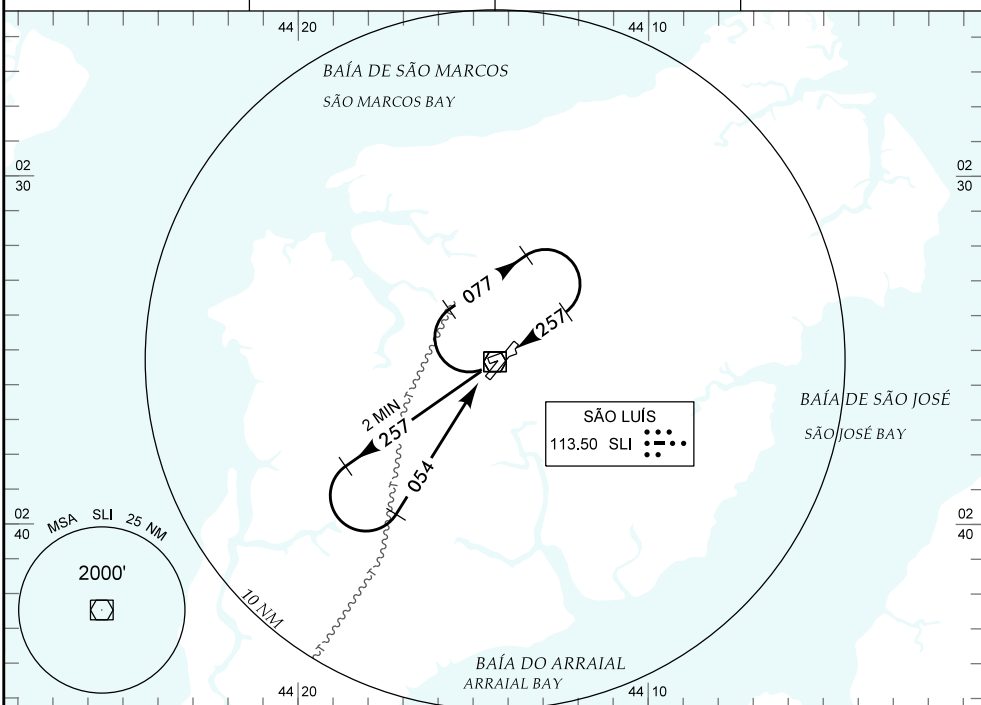 44 20
44 10
BAÍA DE SÃO MARCOS
SÃO MARCOS BAY
02
30
02
30
077
257
2 MIN
257
054
SÃO LUÍS
113.50 SLI
BAÍA DE SÃO JOSÉ
SÃO JOSÉ BAY
02
40
02
40
MSA SLI 25 NM
2000'
10 NM
BAÍA DO ARRAIAL
ARRAIAL BAY
44 20
44 10